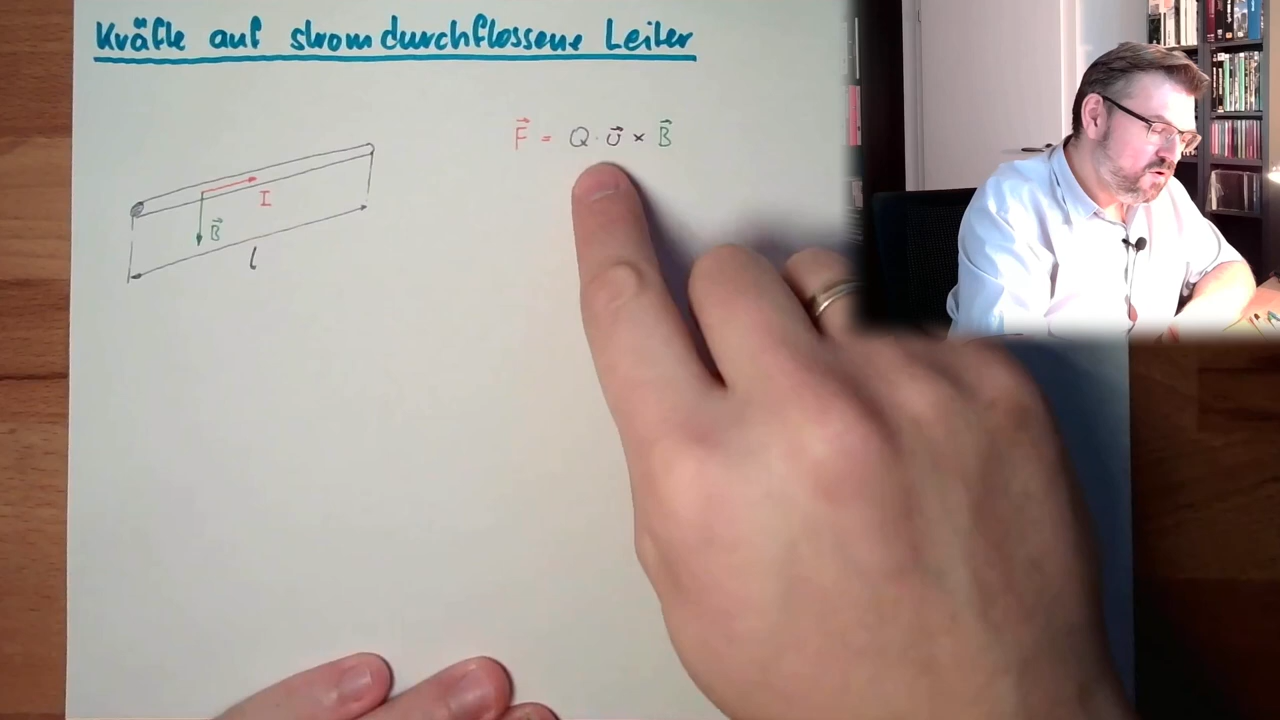 Kräfte auf stromdurchflossene Leiter
F⃗ = Q · v⃗ × B⃗
I
B⃗
l